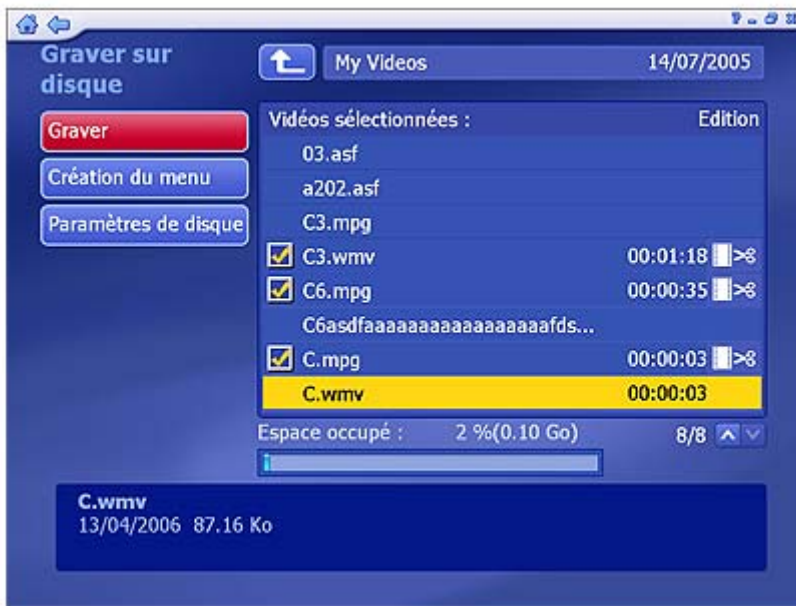 Graver sur
disque
My Videos 14/07/2005
Graver
Création du menu
Paramètres de disque
Vidéos sélectionnées : Edition
03.asf
a202.asf
C3.mpg
C3.wmv 00:01:18
C6.mpg 00:00:35
C6asdfaaaaaaaaaaaaaaaaafds...
C.mpg 00:00:03
C.wmv 00:00:03
Espace occupé : 2 %(0.10 Go) 8/8
C.wmv
13/04/2006 87.16 Ko